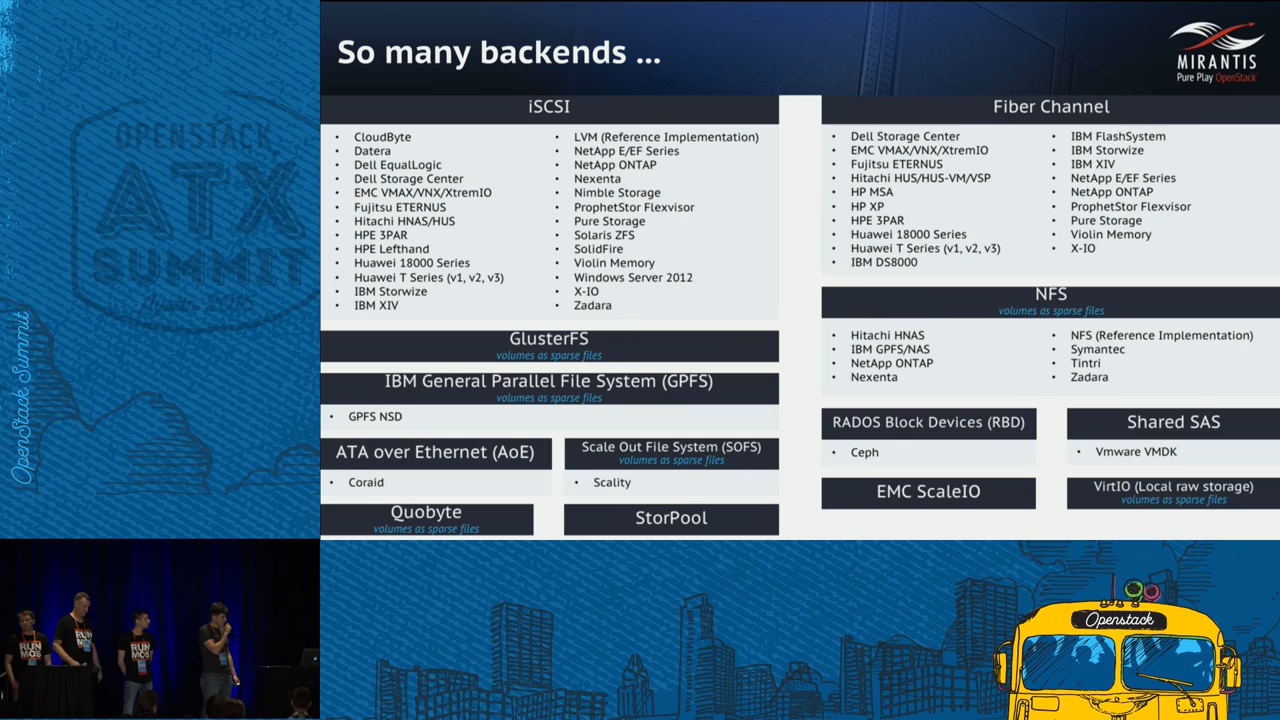 So many backends ...
MIRANTIS
Pure Play OpenStack
iSCSI
• CloudByte
• Datera
• Dell EqualLogic
• Dell Storage Center
• EMC VMAX/VNX/XtremIO
• Fujitsu ETERNUS
• Hitachi HNAS/HUS
• HPE 3PAR
• HPE Lefthand
• Huawei 18000 Series
• Huawei T Series (v1, v2, v3)
• IBM Storwize
• IBM XIV
• LVM (Reference Implementation)
• NetApp E/EF Series
• NetApp ONTAP
• Nexenta
• Nimble Storage
• ProphetStor Flexvisor
• Pure Storage
• Solaris ZFS
• SolidFire
• Violin Memory
• Windows Server 2012
• X-IO
• Zadara
GlusterFS
volumes as sparse files
IBM General Parallel File System (GPFS)
volumes as sparse files
• GPFS NSD
ATA over Ethernet (AoE)
• Coraid
Scale Out File System (SOFS)
volumes as sparse files
• Scality
Quobyte
volumes as sparse files
StorPool
Fiber Channel
• Dell Storage Center
• EMC VMAX/VNX/XtremIO
• Fujitsu ETERNUS
• Hitachi HUS/HUS-VM/VSP
• HP MSA
• HP XP
• HPE 3PAR
• Huawei 18000 Series
• Huawei T Series (v1, v2, v3)
• IBM DS8000
• IBM FlashSystem
• IBM Storwize
• IBM XIV
• NetApp E/EF Series
• NetApp ONTAP
• ProphetStor Flexvisor
• Pure Storage
• Violin Memory
• X-IO
NFS
volumes as sparse files
• Hitachi HNAS
• IBM GPFS/NAS
• NetApp ONTAP
• Nexenta
• NFS (Reference Implementation)
• Symantec
• Tintri
• Zadara
RADOS Block Devices (RBD)
• Ceph
Shared SAS
• Vmware VMDK
EMC ScaleIO
VirtIO (Local raw storage)
volumes as sparse files
OPENSTACK
ATX
SUMMIT
OpenStack Summit
RUN
MOS
RUN
MOS
Openstack